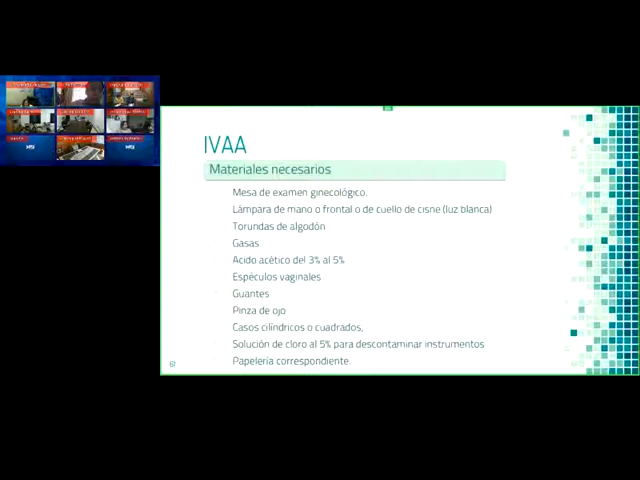 IVAA
Materiales necesarios
Mesa de examen ginecológico.
Lámpara de mano o frontal o de cuello de cisne (luz blanca)
Torundas de algodón
Gasas
Acido acético del 3% al 5%
Espéculos vaginales
Guantes
Pinza de ojo
Casos cilíndricos o cuadrados,
Solución de cloro al 5% para descontaminar instrumentos
Papelería correspondiente.
61